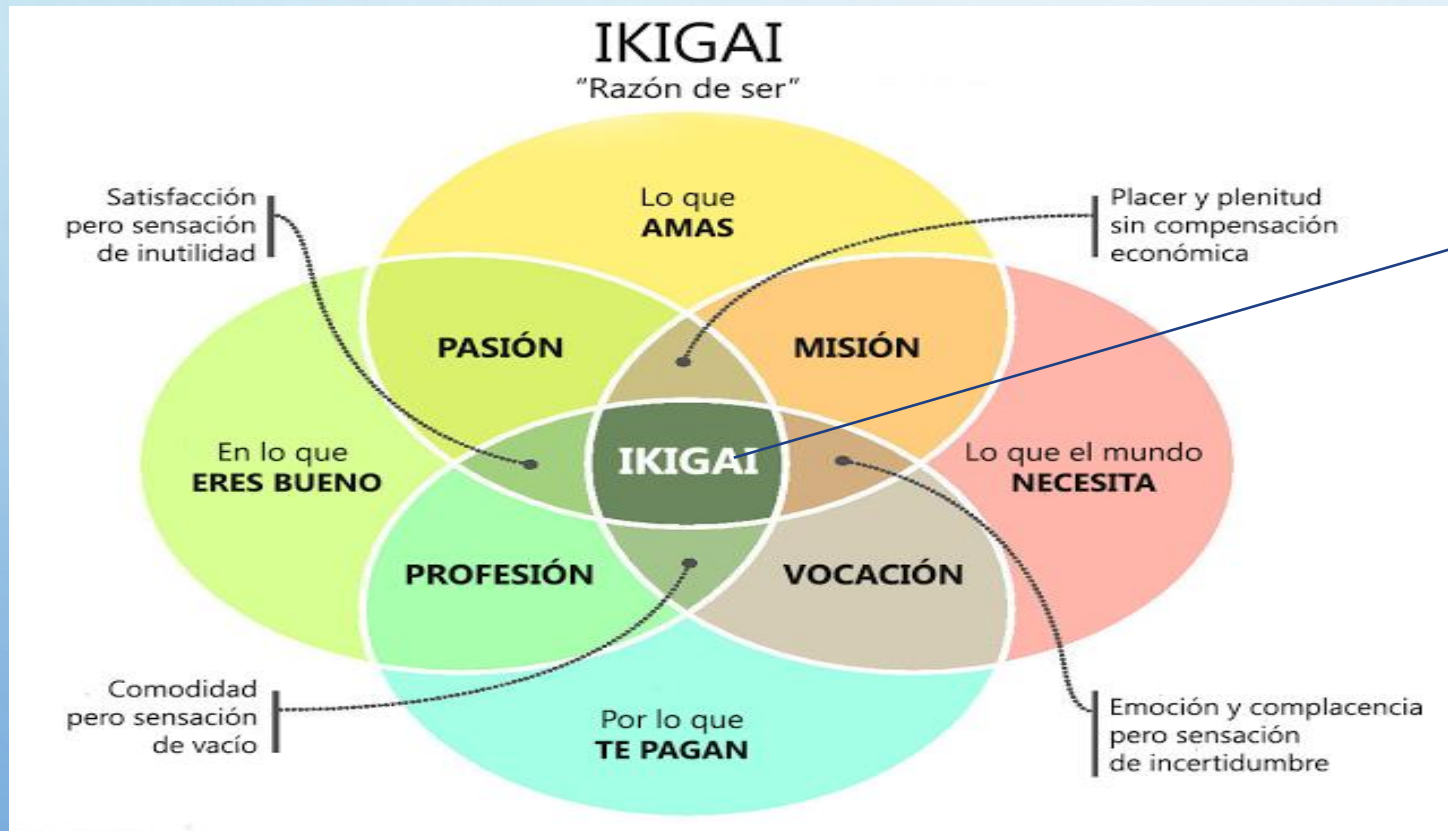 IKIGAI
"Razón de ser"
Satisfacción
pero sensación
de inutilidad
Lo que
AMAS
Placer y plenitud
sin compensación
económica
PASIÓN
MISIÓN
En lo que
ERES BUENO
IKIGAI
Lo que el mundo
NECESITA
PROFESIÓN
VOCACIÓN
Comodidad
pero sensación
de vacío
Por lo que
TE PAGAN
Emoción y complacencia
pero sensación
de incertidumbre